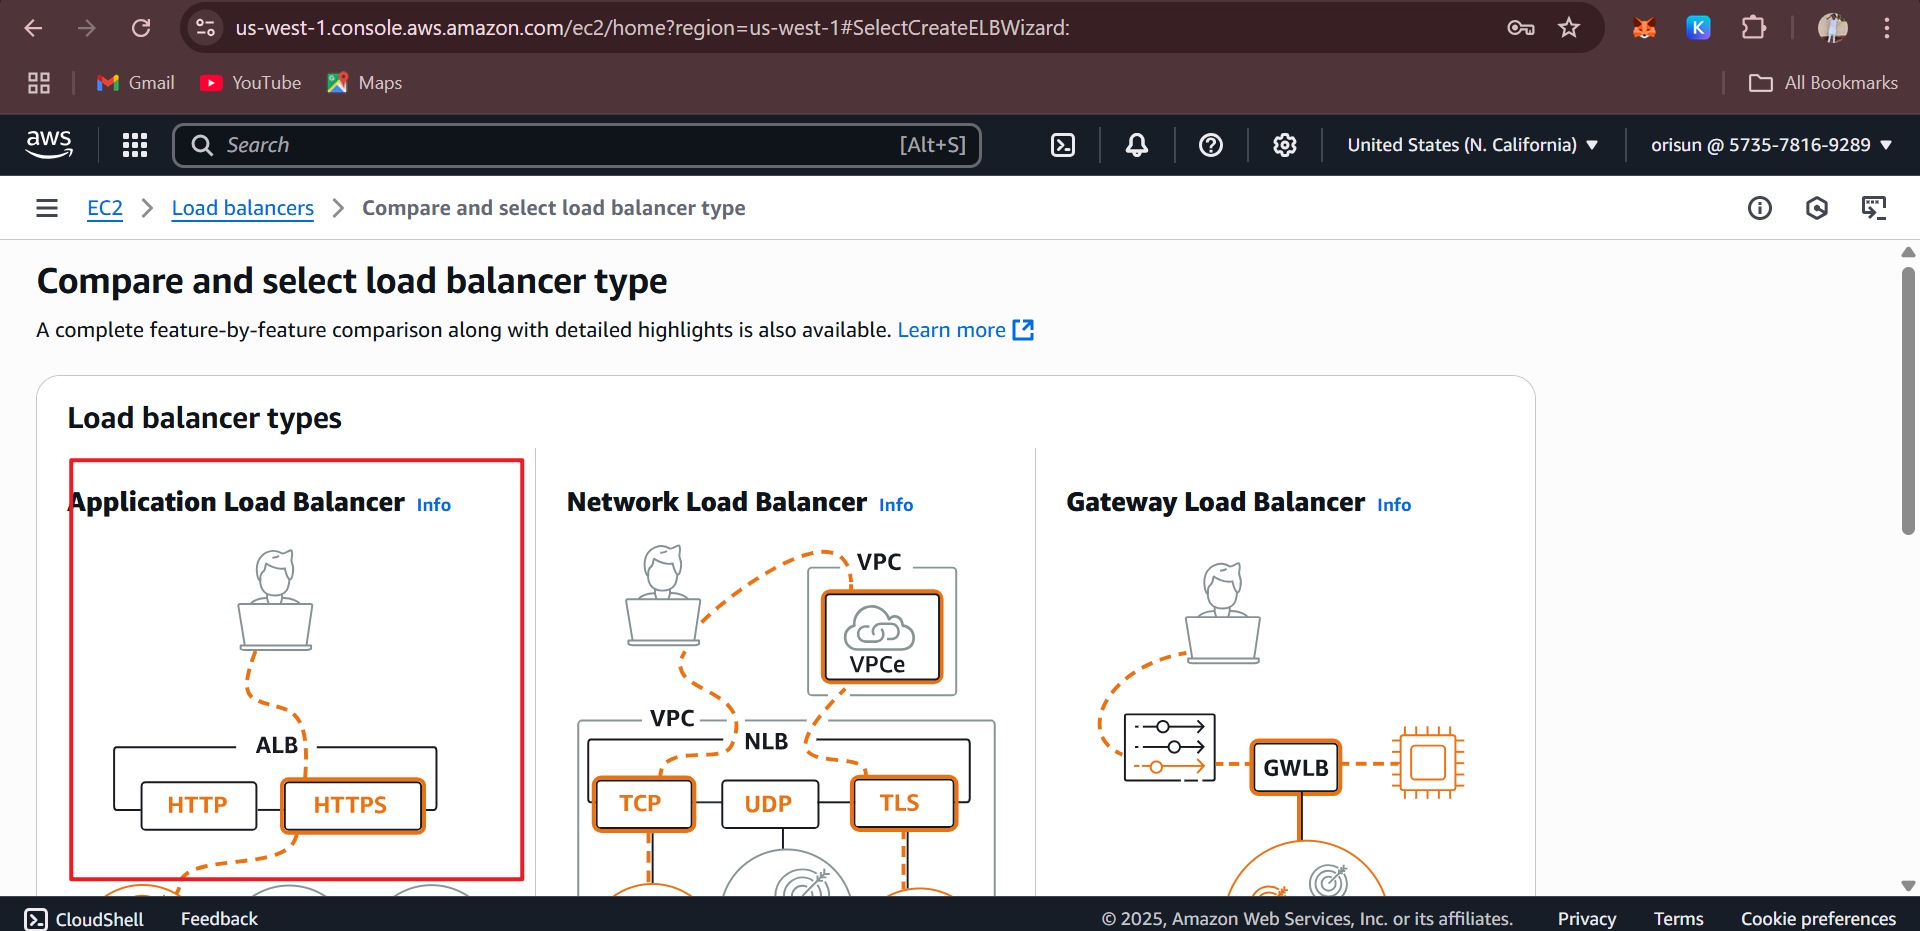 us-west-1.console.aws.amazon.com/ec2/home?region=us-west-1#SelectCreateELBWizard:
K
Gmail
YouTube
Maps
All Bookmarks
aws
Search
[Alt+S]
United States (N. California)
orisun @ 5735-7816-9289
EC2
Load balancers
Compare and select load balancer type
Compare and select load balancer type
A complete feature-by-feature comparison along with detailed highlights is also available. Learn more
Load balancer types
Application Load Balancer Info
ALB
HTTP
HTTPS
Network Load Balancer Info
VPC
VPCe
VPC
NLB
TCP
UDP
TLS
Gateway Load Balancer Info
GWLB
CloudShell
Feedback
© 2025, Amazon Web Services, Inc. or its affiliates.
Privacy
Terms
Cookie preferences